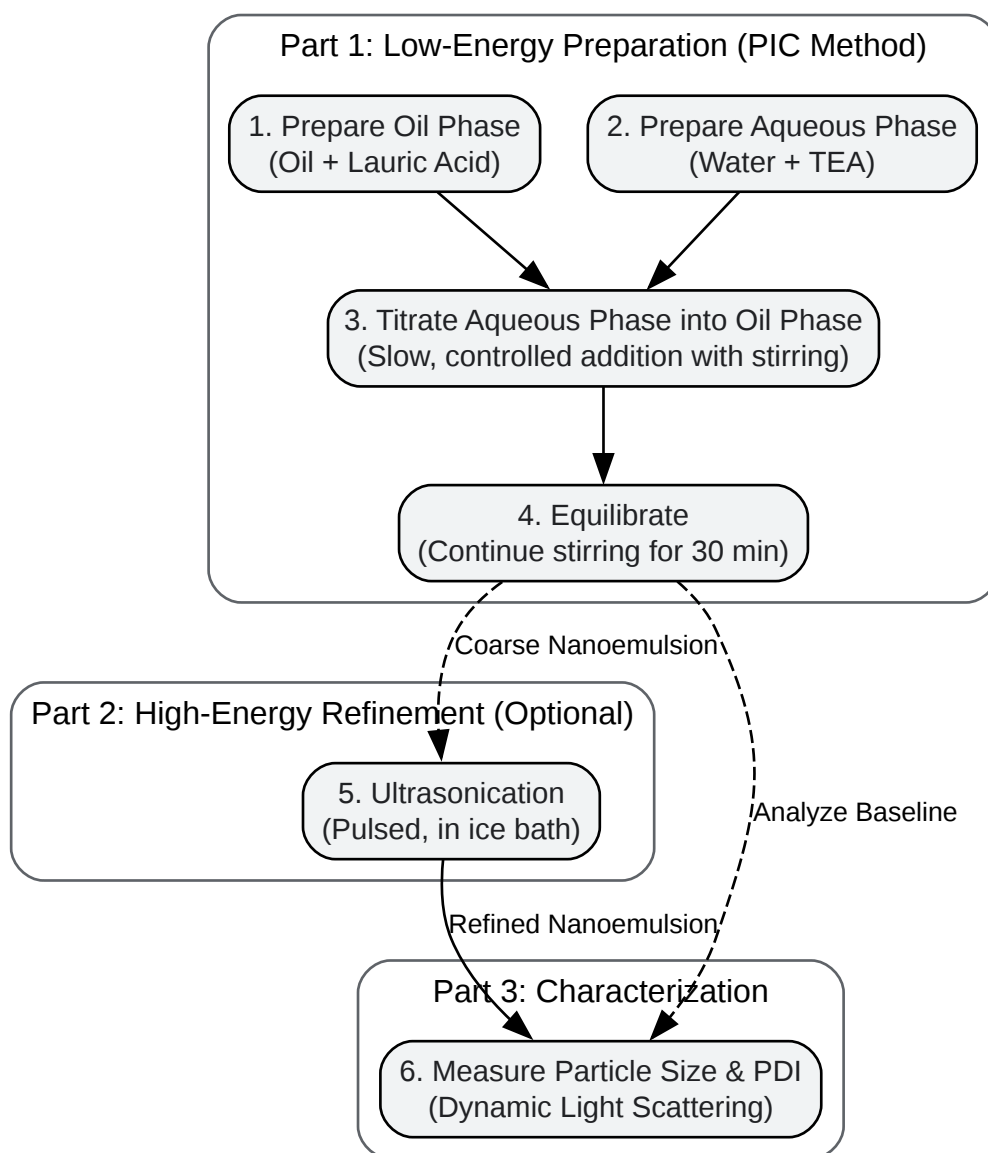 Part 1: Low-Energy Preparation (PIC Method)
1. Prepare Oil Phase
(Oil + Lauric Acid)
2. Prepare Aqueous Phase
(Water + TEA)
3. Titrate Aqueous Phase into Oil Phase
(Slow, controlled addition with stirring)
4. Equilibrate
(Continue stirring for 30 min)
Coarse Nanoemulsion
Part 2: High-Energy Refinement (Optional)
5. Ultrasonication
(Pulsed, in ice bath)
Analyze Baseline
Refined Nanoemulsion
Part 3: Characterization
6. Measure Particle Size & PDI
(Dynamic Light Scattering)